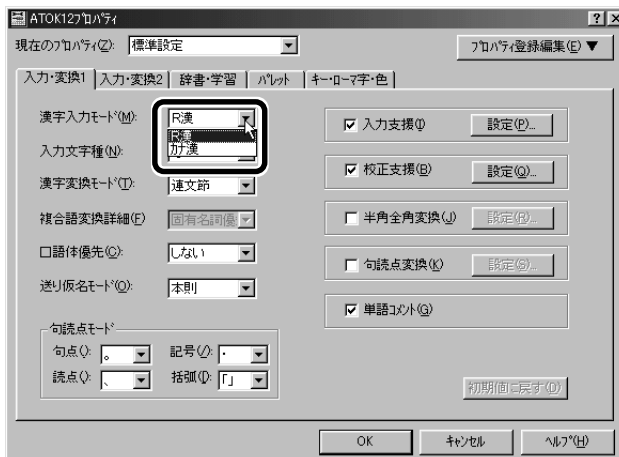 ATOK12ﾌﾟﾛﾊﾟﾃｨ
現在のﾌﾟﾛﾊﾟﾃｨ(Z): 標準設定 ﾌﾟﾛﾊﾟﾃｨ登録編集(E)▼
入力・変換1 入力・変換2 辞書・学習 ﾊﾟﾚｯﾄ ｷｰ・ﾛｰﾏ字・色
漢字入力ﾓｰﾄﾞ(M): R漢
R漢
ｶﾅ漢
入力文字種(N):
漢字変換ﾓｰﾄﾞ(T): 連文節
複合語変換詳細(F) 固有名詞優
口語体優先(C): しない
送り仮名ﾓｰﾄﾞ(O): 本則
句読点ﾓｰﾄﾞ
句点(): 。 記号(/): ・
読点(): 、 括弧(): 「」
入力支援(I) 設定(P)...
校正支援(B) 設定(Q)...
半角全角変換(J) 設定(R)...
句読点変換(K) 設定(S)...
単語ｺﾒﾝﾄ(G)
初期値に戻す(D)
OK ｷｬﾝｾﾙ ﾍﾙﾌﾟ(H)